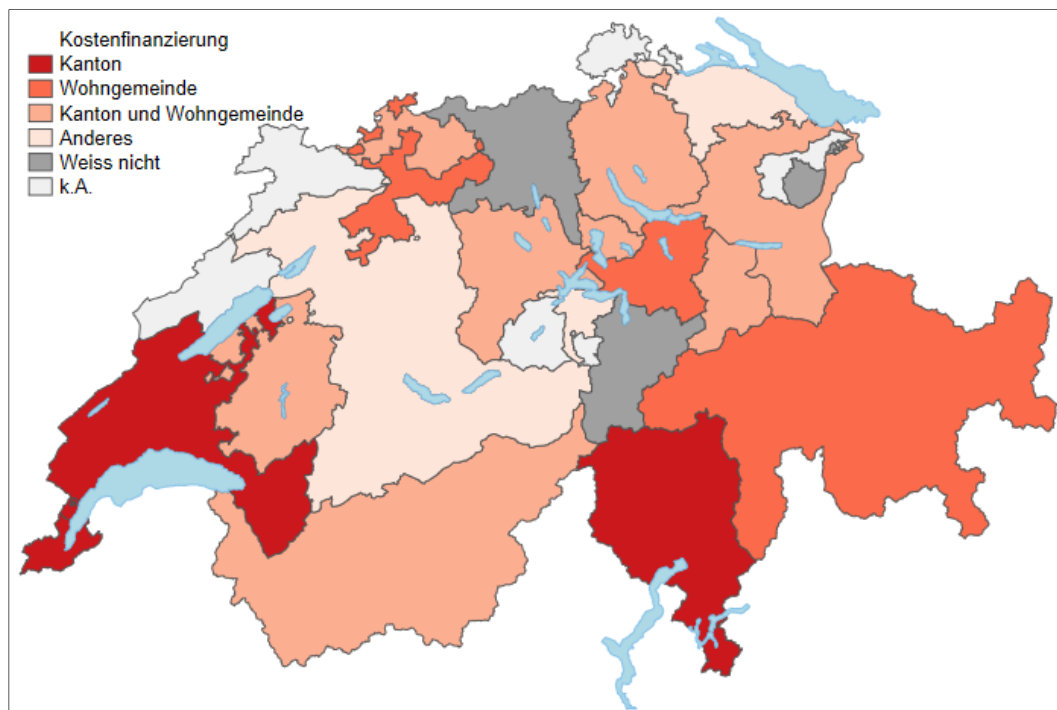 Kostenfinanzierung
Kanton
Wohngemeinde
Kanton und Wohngemeinde
Anderes
Weiss nicht
k.A.